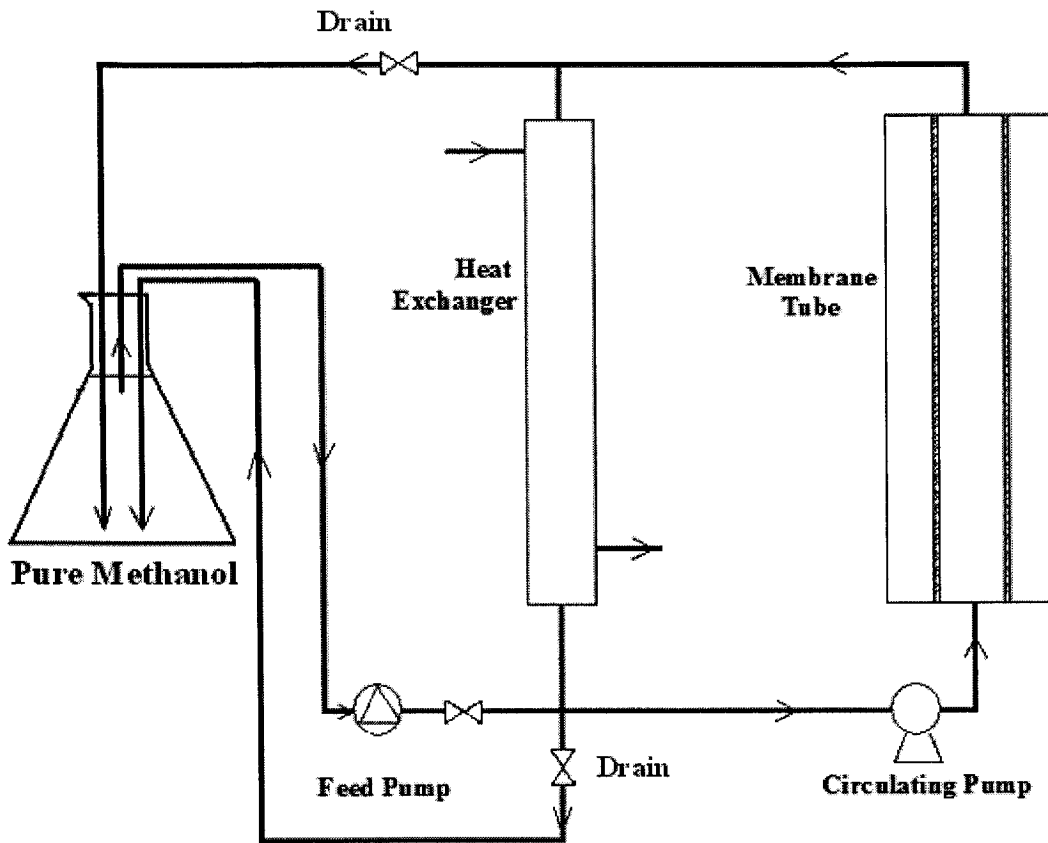 Drain
Heat
Exchanger
Membrane
Tube
Pure Methanol
Drain
Feed Pump
Circulating Pump